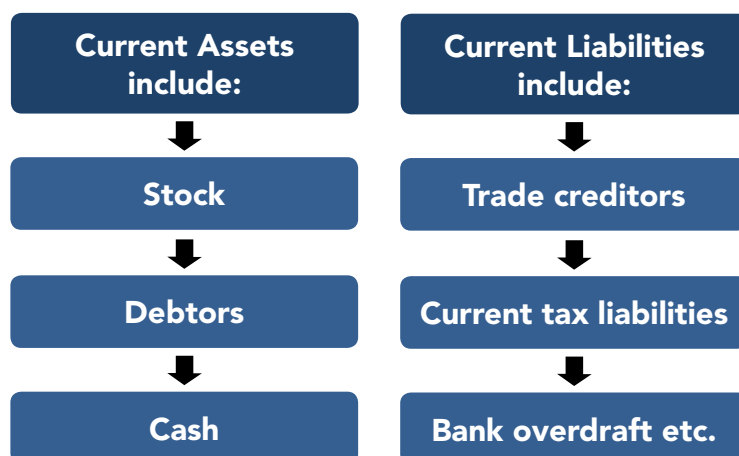 Current Assets
include:
Stock
Debtors
Cash
Current Liabilities
include:
Trade creditors
Current tax liabilities
Bank overdraft etc.